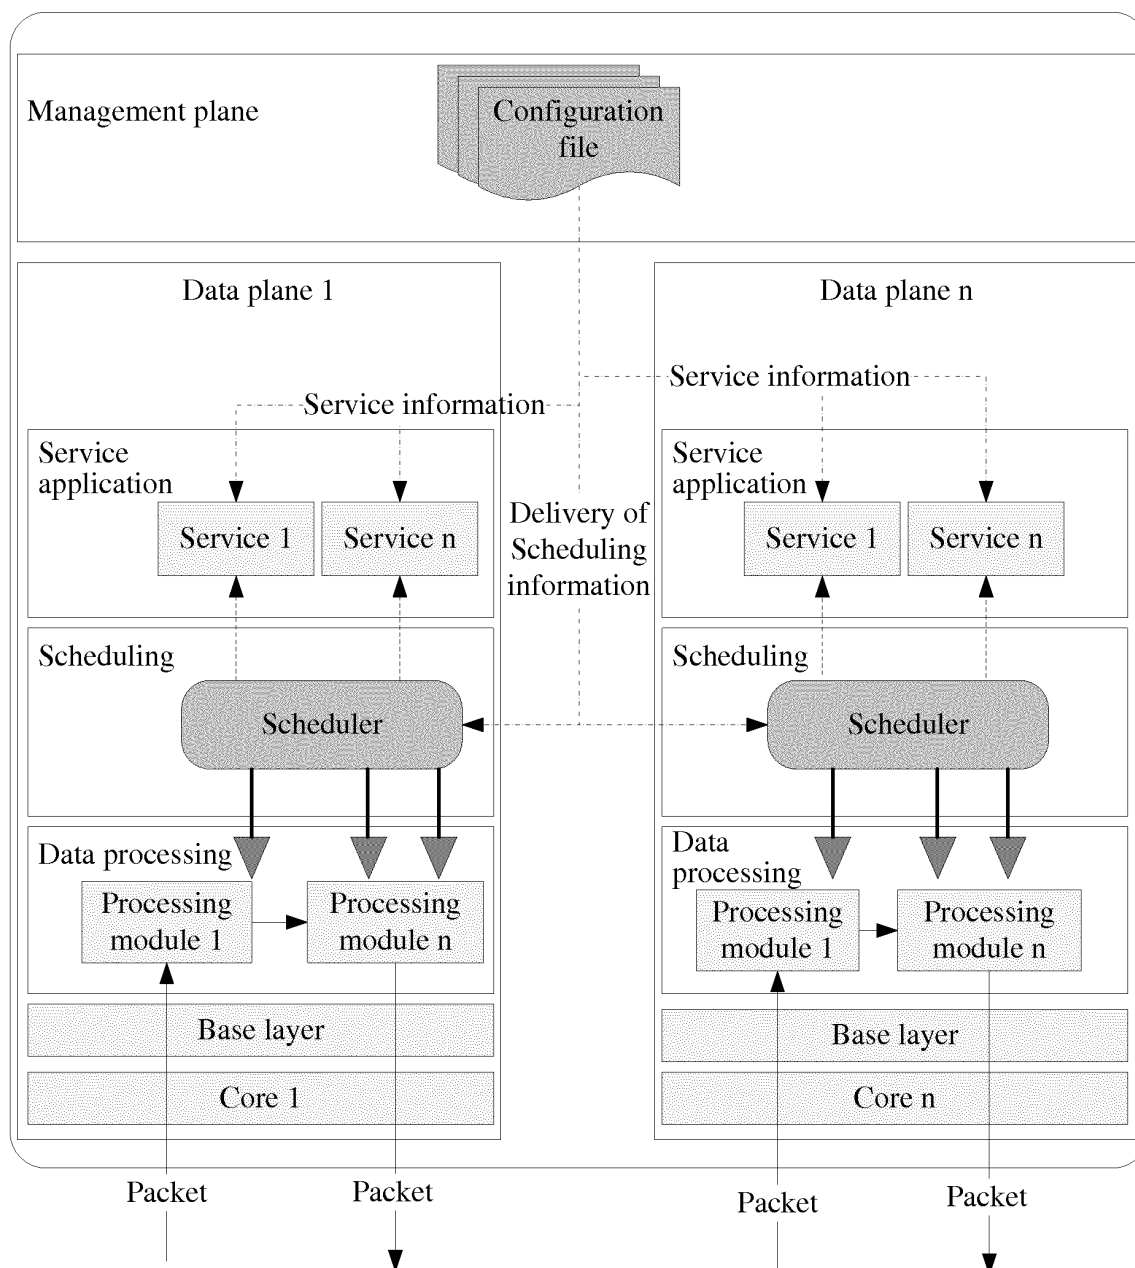 Management plane
Configuration
file
Data plane 1
Data plane n
Service information
Service information
Service
application
Service 1
Service n
Delivery of
Scheduling
information
Service
application
Service 1
Service n
Scheduling
Scheduler
Scheduling
Scheduler
Data processing
Processing
module 1
Processing
module n
Data
processing
Processing
module 1
Processing
module n
Base layer
Base layer
Core 1
Core n
Packet
Packet
Packet
Packet